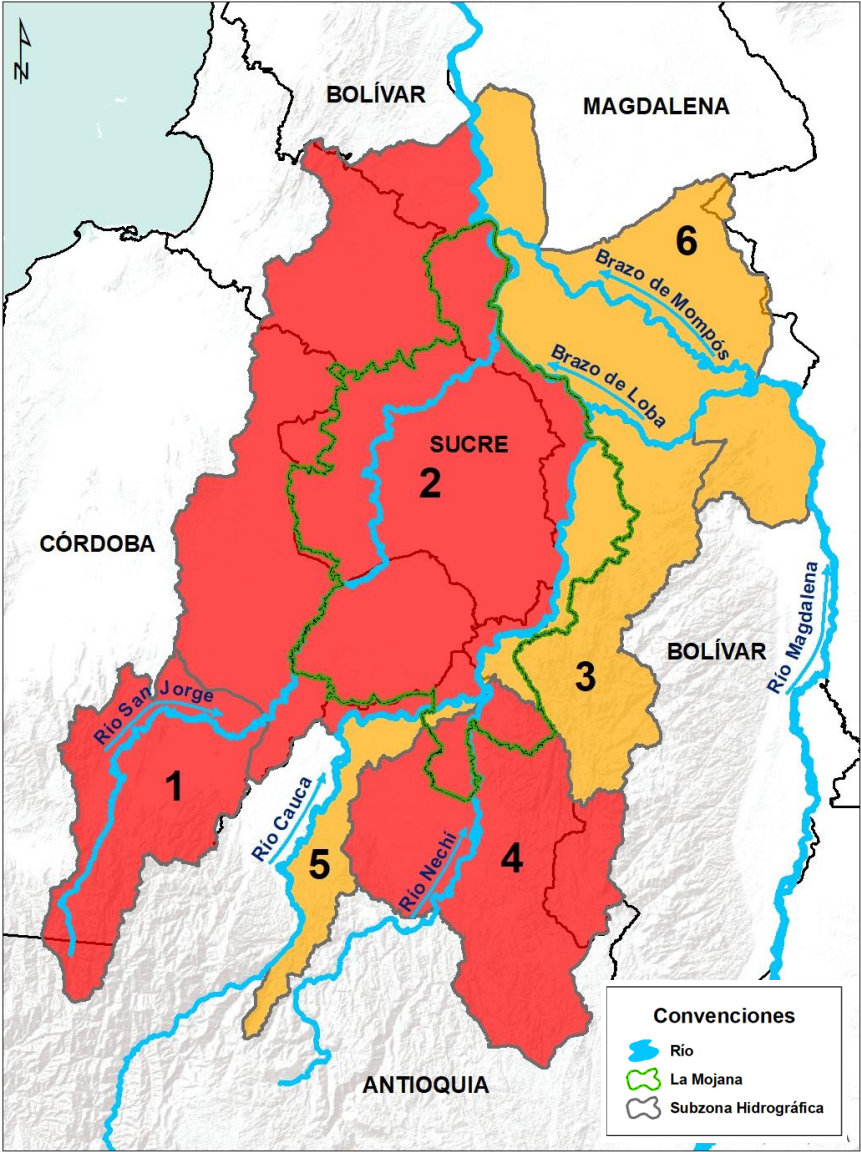 N
BOLÍVAR
MAGDALENA
6
Brazo de Mompós
Brazo de Loba
SUCRE
2
CÓRDOBA
Río Magdalena
BOLÍVAR
3
Río San Jorge
1
Río Cauca
5
Río Nechí
4
ANTIOQUIA
Convenciones
Río
La Mojana
Subzona Hidrográfica